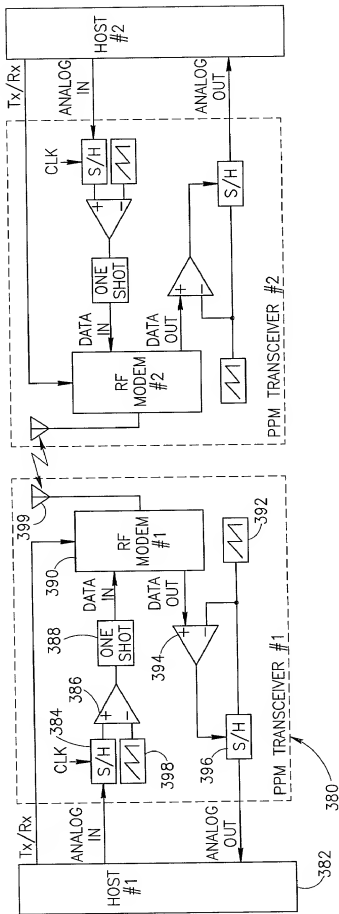 HOST
#1
382
Tx/Rx
ANALOG
IN
ANALOG
OUT
CLK
S/H
384
398
386
+
−
ONE
SHOT
388
DATA
IN
RF
MODEM
#1
390
399
DATA
OUT
394
+
−
392
S/H
396
PPM TRANSCEIVER #1
380
RF
MODEM
#2
DATA
IN
DATA
OUT
ONE
SHOT
+
−
CLK
S/H
+
−
S/H
PPM TRANSCEIVER #2
Tx/Rx
ANALOG
IN
ANALOG
OUT
HOST
#2